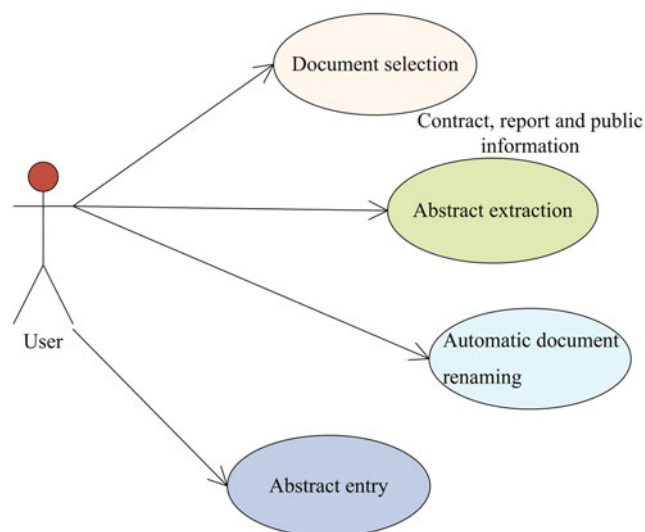 Document selection
Contract, report and public
information
Abstract extraction
User
Automatic document
renaming
Abstract entry